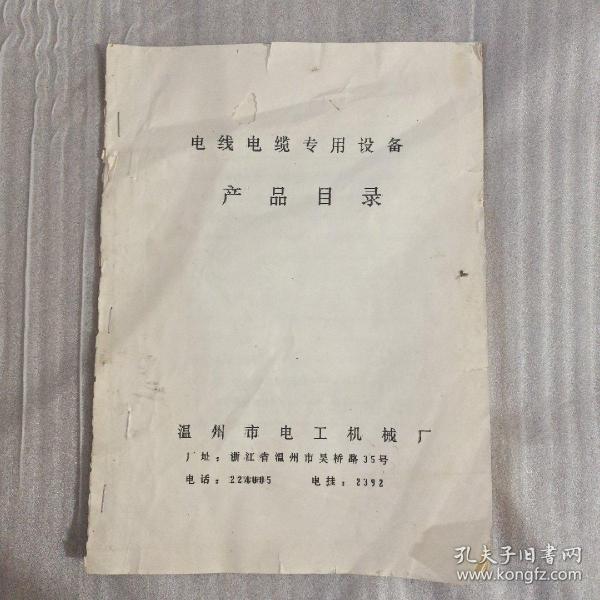 电线电缆专用设备
产品目录
温州市电工机械厂
厂址：浙江省温州市吴桥路35号
电话：224005 电挂：2392
孔夫子旧书网
www.kongfz.com